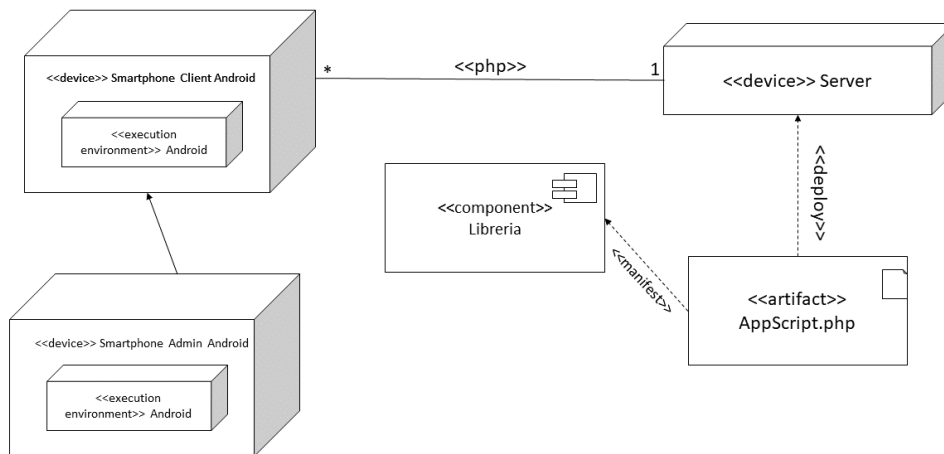 <<device>> Smartphone Client Android
<<execution
environment>> Android
*
<<php>>
1
<<device>> Server
<<deploy>>
<<component>>
Libreria
<<manifest>>
<<artifact>>
AppScript.php
<<device>> Smartphone Admin Android
<<execution
environment>> Android